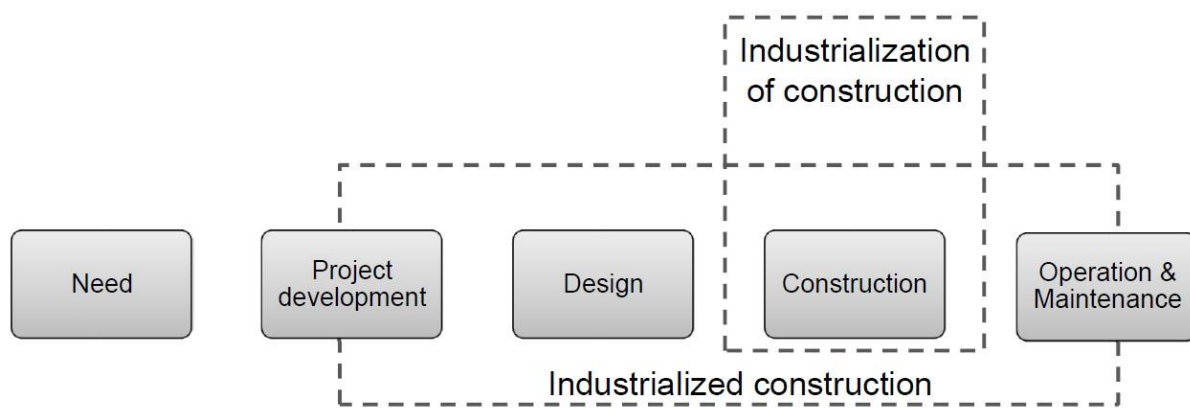 Industrialization
of construction
Need
Project
development
Design
Construction
Operation &
Maintenance
Industrialized construction